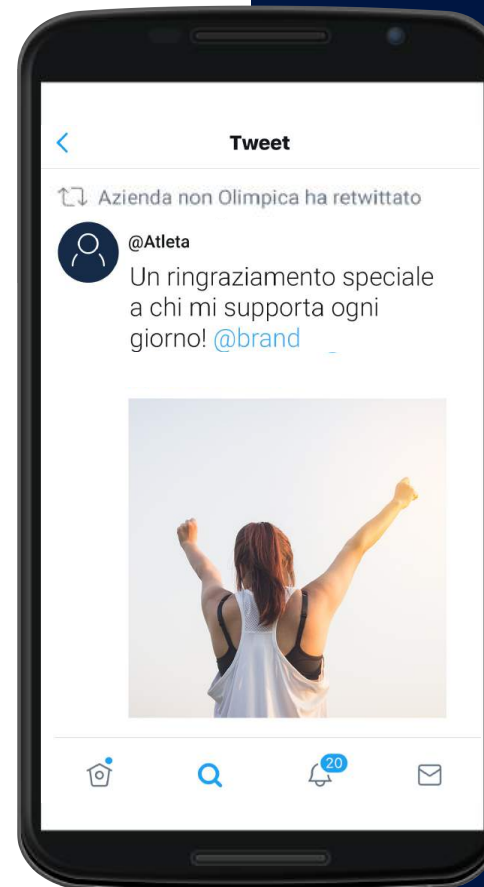 Tweet
Azienda non Olimpica ha retwittato
@Atleta
Un ringraziamento speciale
a chi mi supporta ogni
giorno! @brand
20